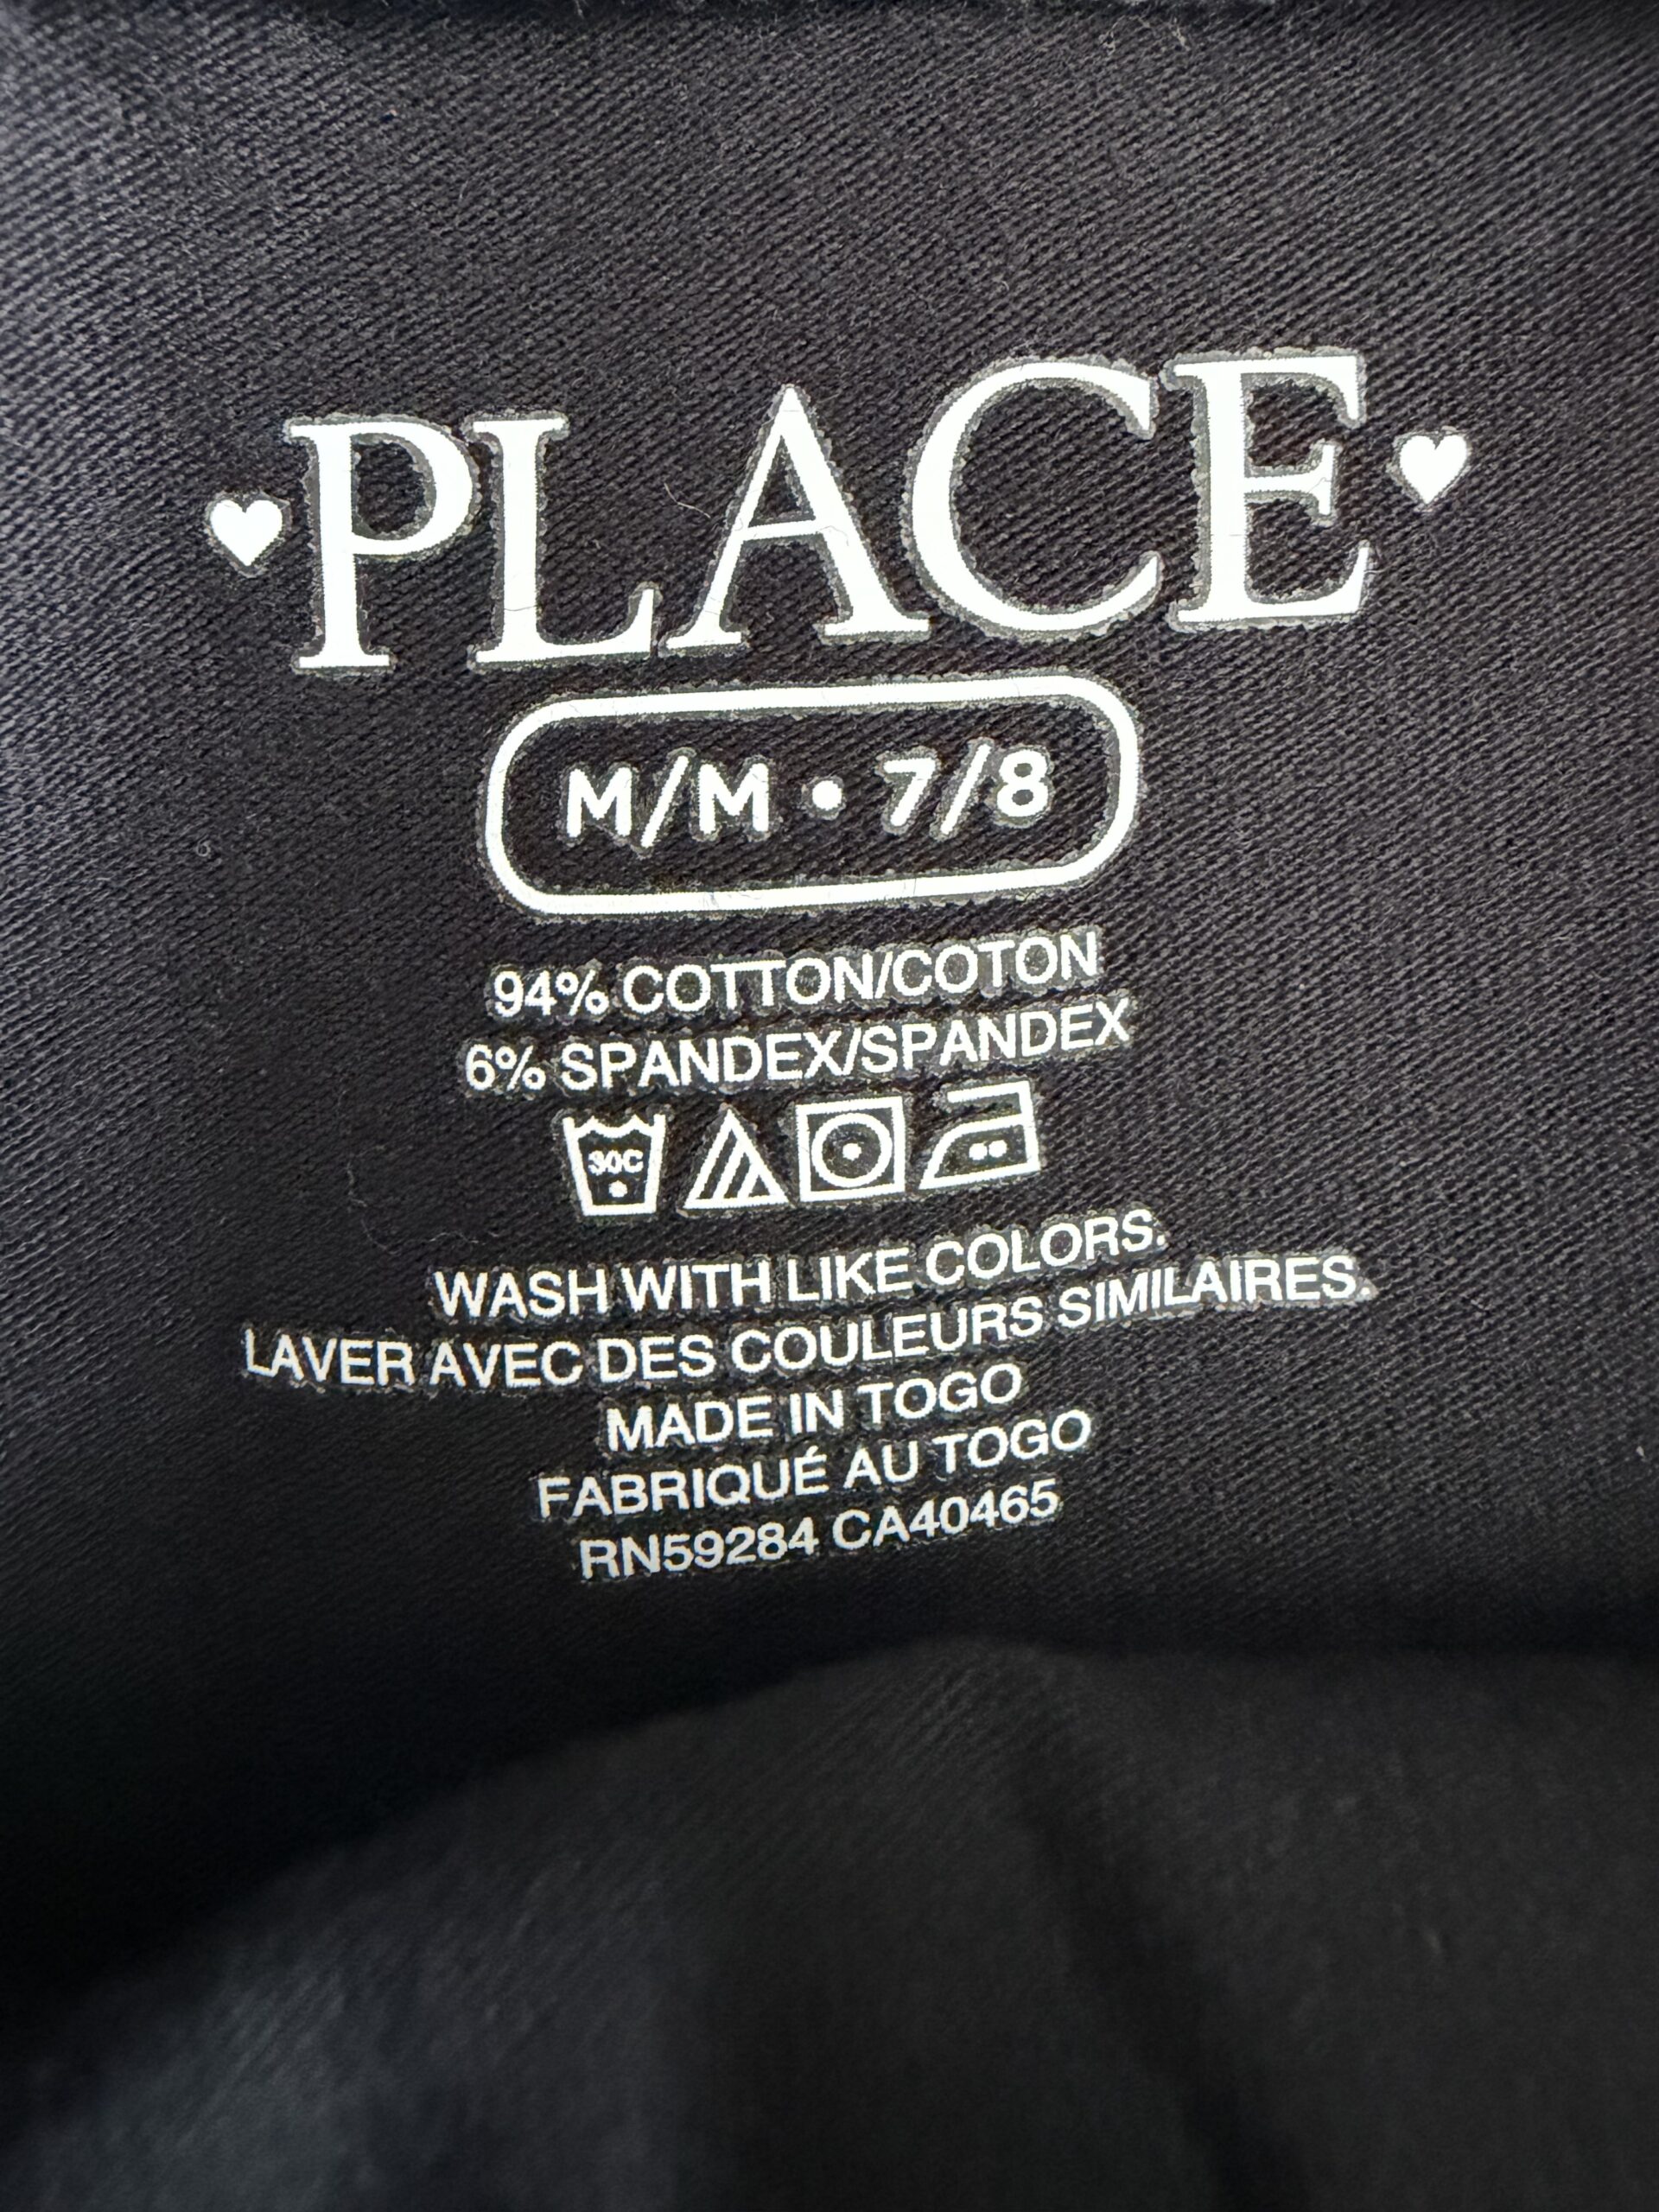 PLACE
M/M • 7/8
94% COTTON/COTON
6% SPANDEX/SPANDEX
30C
WASH WITH LIKE COLORS.
LAVER AVEC DES COULEURS SIMILAIRES.
MADE IN TOGO
FABRIQUÉ AU TOGO
RN59284 CA40465